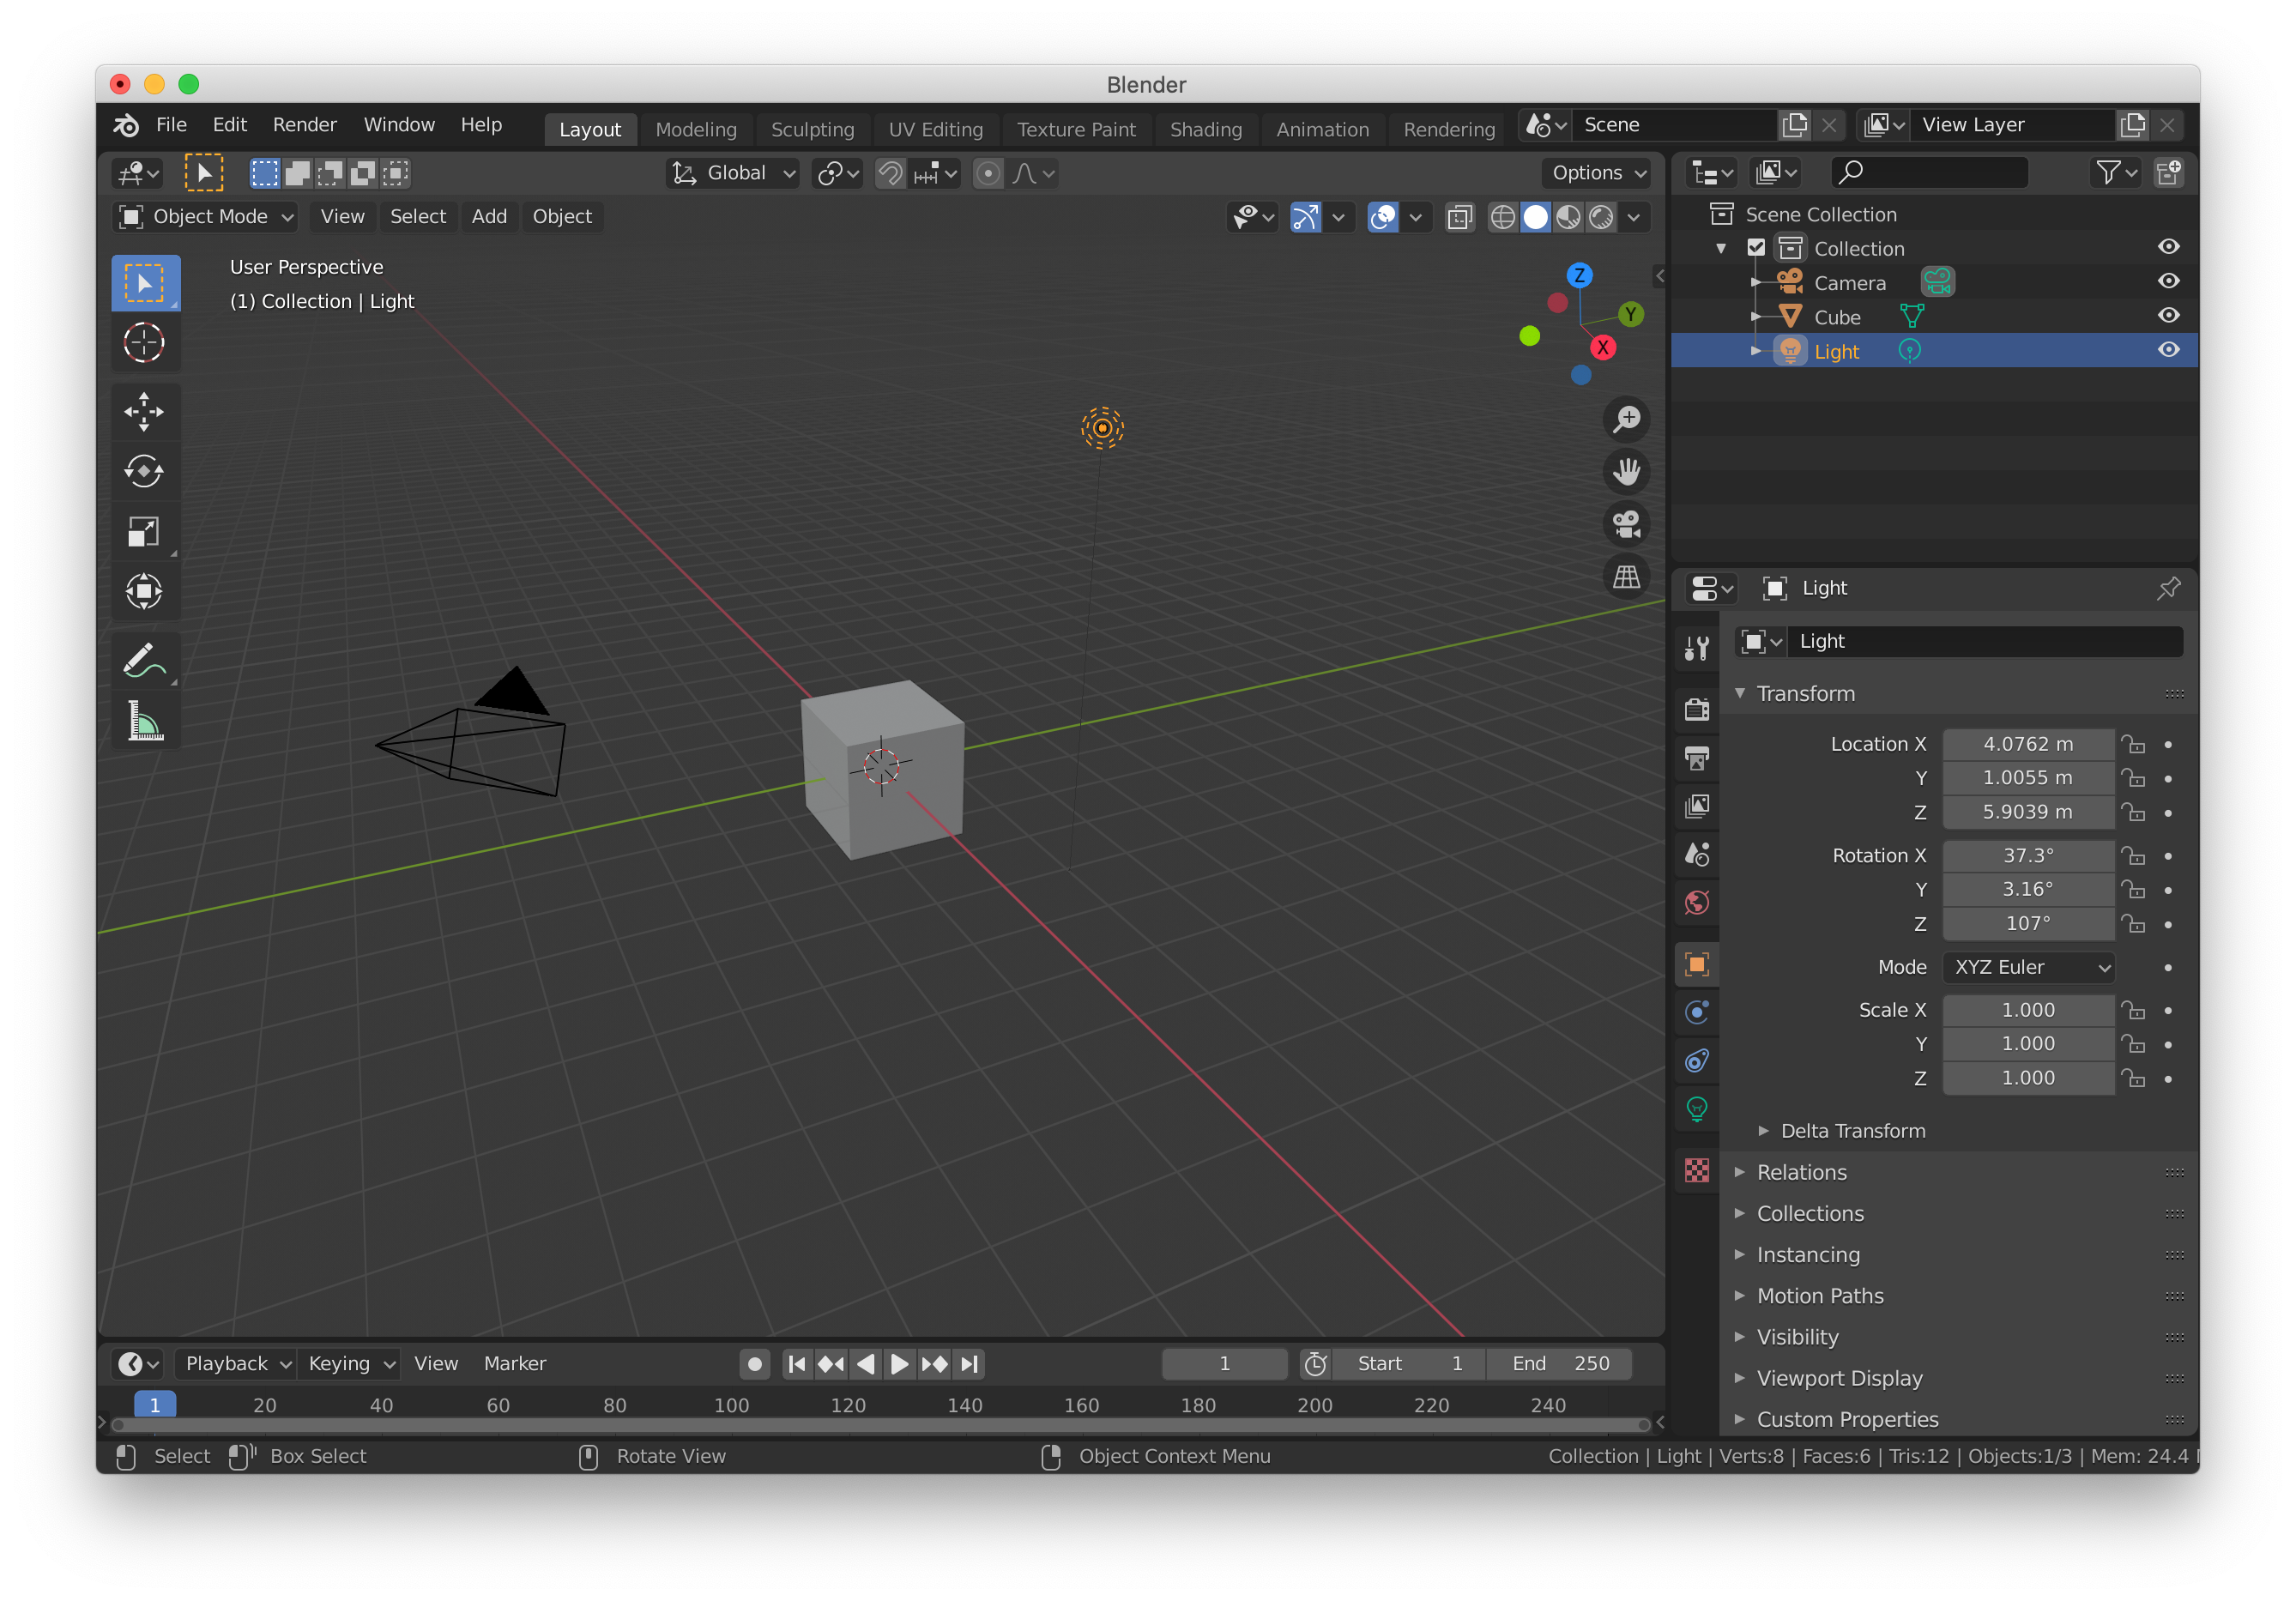 Blender
File Edit Render Window Help Layout Modeling Sculpting UV Editing Texture Paint Shading Animation Rendering Scene View Layer
Global Options
Object Mode View Select Add Object
User Perspective
(1) Collection | Light
Z
Y
X
Scene Collection
Collection
Camera
Cube
Light
Light
Light
Transform
Location X 4.0762 m
Y 1.0055 m
Z 5.9039 m
Rotation X 37.3°
Y 3.16°
Z 107°
Mode XYZ Euler
Scale X 1.000
Y 1.000
Z 1.000
Delta Transform
Relations
Collections
Instancing
Motion Paths
Visibility
Viewport Display
Custom Properties
Playback Keying View Marker 1 Start 1 End 250
1 20 40 60 80 100 120 140 160 180 200 220 240
Select Box Select Rotate View Object Context Menu Collection | Light | Verts:8 | Faces:6 | Tris:12 | Objects:1/3 | Mem: 24.4